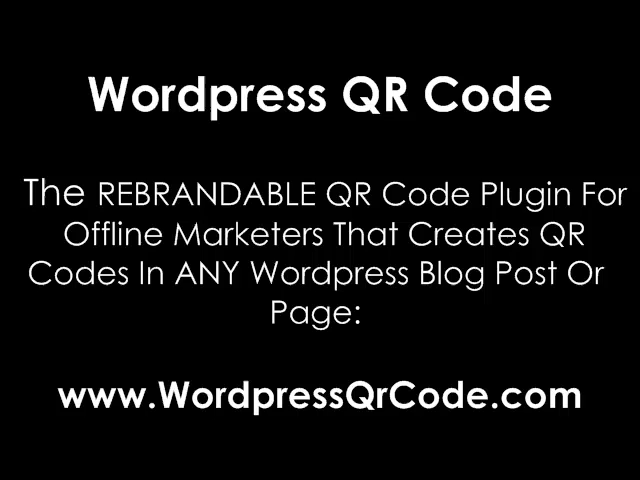 Wordpress QR Code
The REBRANDABLE QR Code Plugin For
Offline Marketers That Creates QR
Codes In ANY Wordpress Blog Post Or
Page:
www.WordpressQrCode.com